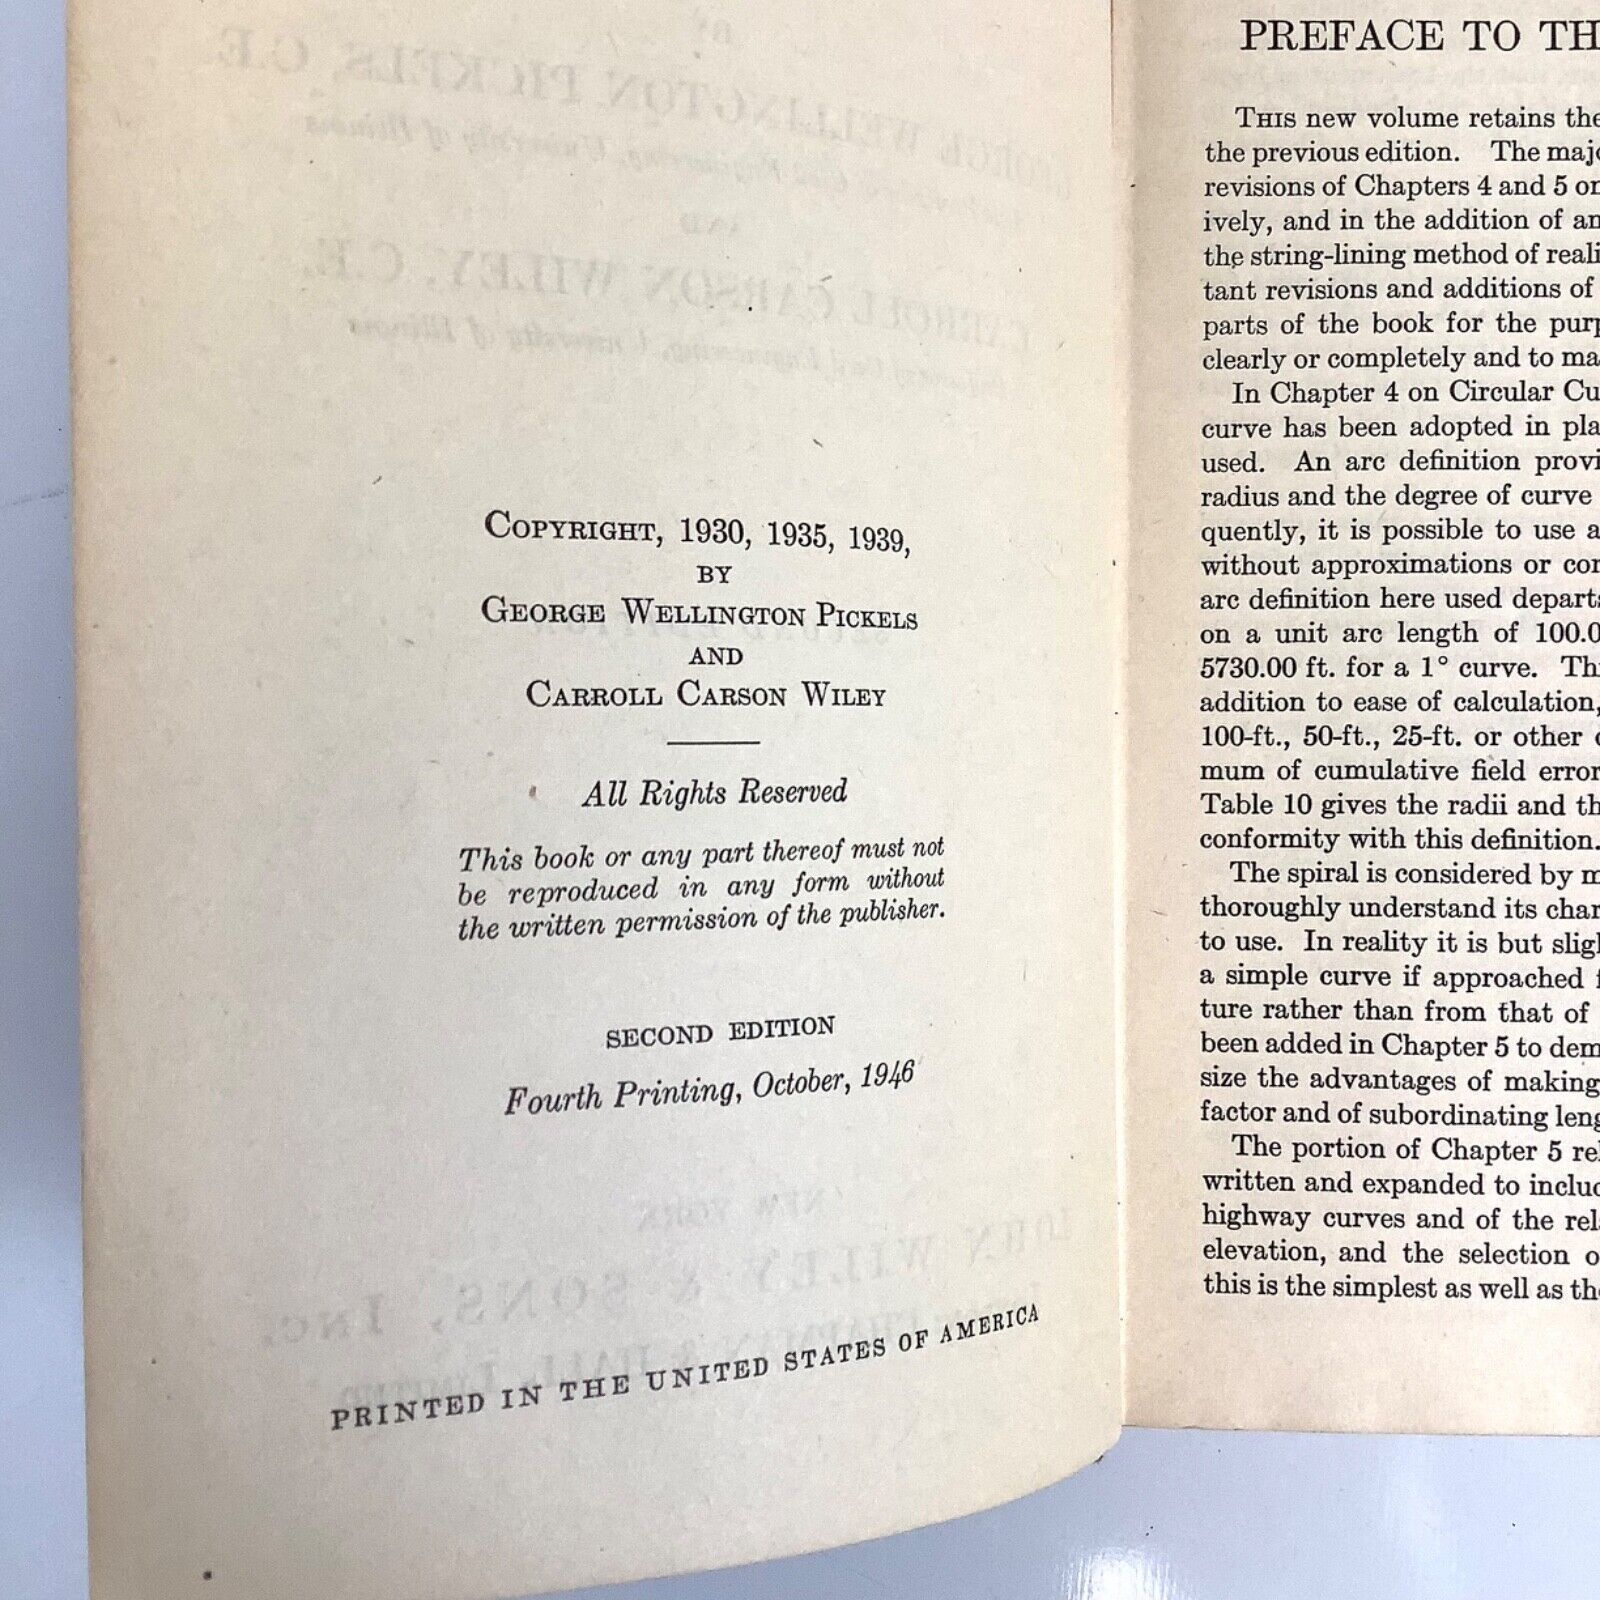 COPYRIGHT, 1930, 1935, 1939,
BY
GEORGE WELLINGTON PICKELS
AND
CARROLL CARSON WILEY
All Rights Reserved
This book or any part thereof must not
be reproduced in any form without
the written permission of the publisher.
SECOND EDITION
Fourth Printing, October, 1946
PRINTED IN THE UNITED STATES OF AMERICA
PREFACE TO TH
THIS new volume retains the
the previous edition. The majo
revisions of Chapters 4 and 5 on
ively, and in the addition of an
the string-lining method of reali
tant revisions and additions of
parts of the book for the purp
clearly or completely and to ma
In Chapter 4 on Circular Cu
curve has been adopted in pla
used. An arc definition provi
radius and the degree of curve
quently, it is possible to use a
without approximations or cor
arc definition here used departs
on a unit arc length of 100.0
5730.00 ft. for a 1° curve. Th
addition to ease of calculation,
100-ft., 50-ft., 25-ft. or other
mum of cumulative field error
Table 10 gives the radii and th
conformity with this definition.
The spiral is considered by m
thoroughly understand its char
to use. In reality it is but sligh
a simple curve if approached f
ture rather than from that of
been added in Chapter 5 to dem
size the advantages of making
factor and of subordinating leng
The portion of Chapter 5 rel
written and expanded to includ
highway curves and of the rela
elevation, and the selection o
this is the simplest as well as the